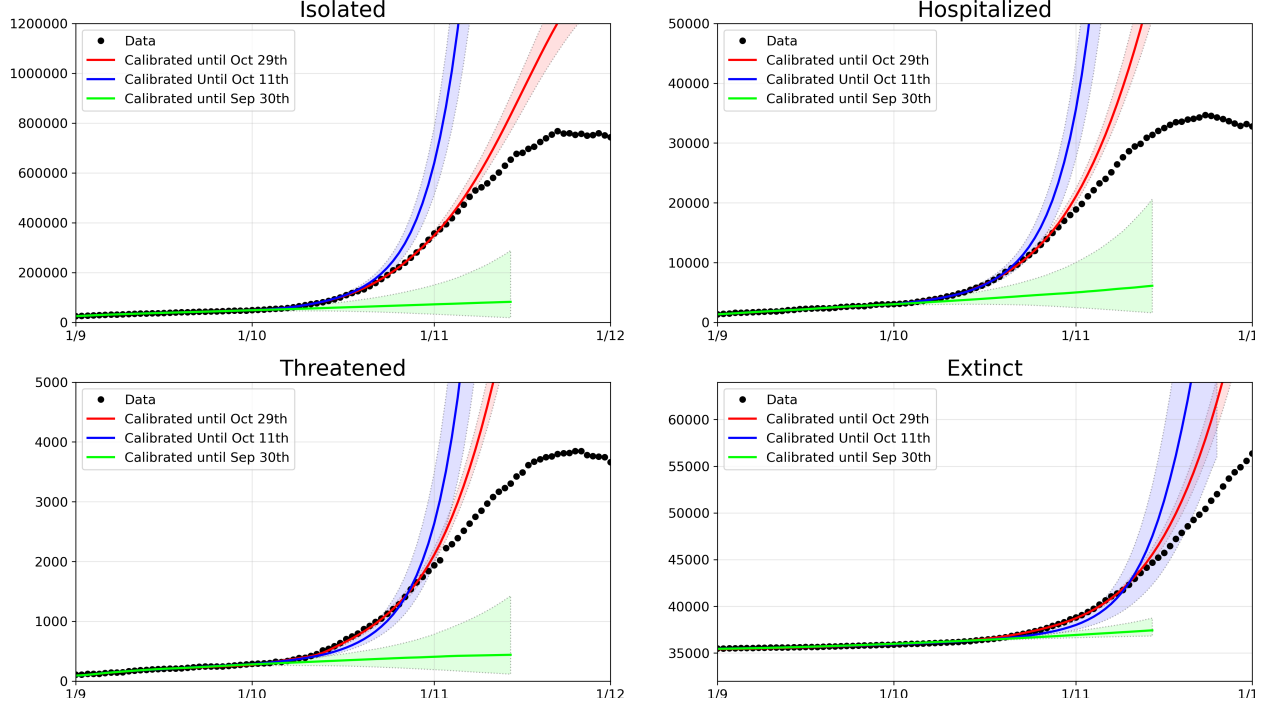 Isolated
1200000
1000000
800000
600000
400000
200000
0
Data
Calibrated until Oct 29th
Calibrated Until Oct 11th
Calibrated until Sep 30th
1/9
1/10
1/11
1/12
Hospitalized
50000
40000
30000
20000
10000
0
Data
Calibrated until Oct 29th
Calibrated Until Oct 11th
Calibrated until Sep 30th
1/9
1/10
1/11
1/1
Threatened
5000
4000
3000
2000
1000
0
Data
Calibrated until Oct 29th
Calibrated Until Oct 11th
Calibrated until Sep 30th
1/9
1/10
1/11
1/12
Extinct
60000
55000
50000
45000
40000
35000
Data
Calibrated until Oct 29th
Calibrated Until Oct 11th
Calibrated until Sep 30th
1/9
1/10
1/11
1/1